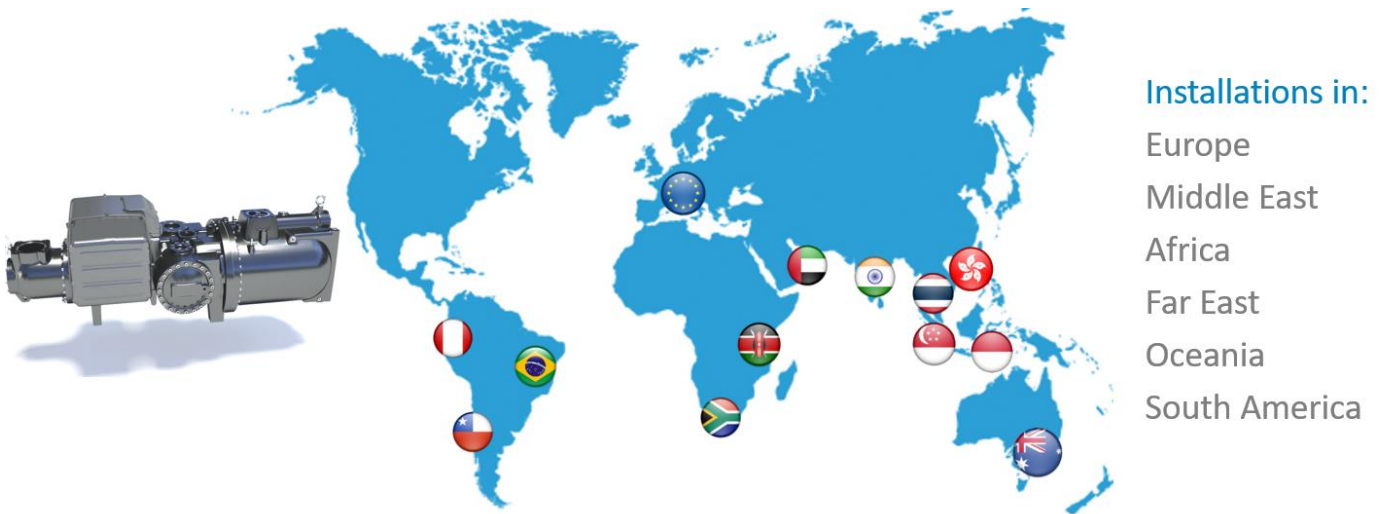 Installations in:
Europe
Middle East
Africa
Far East
Oceania
South America